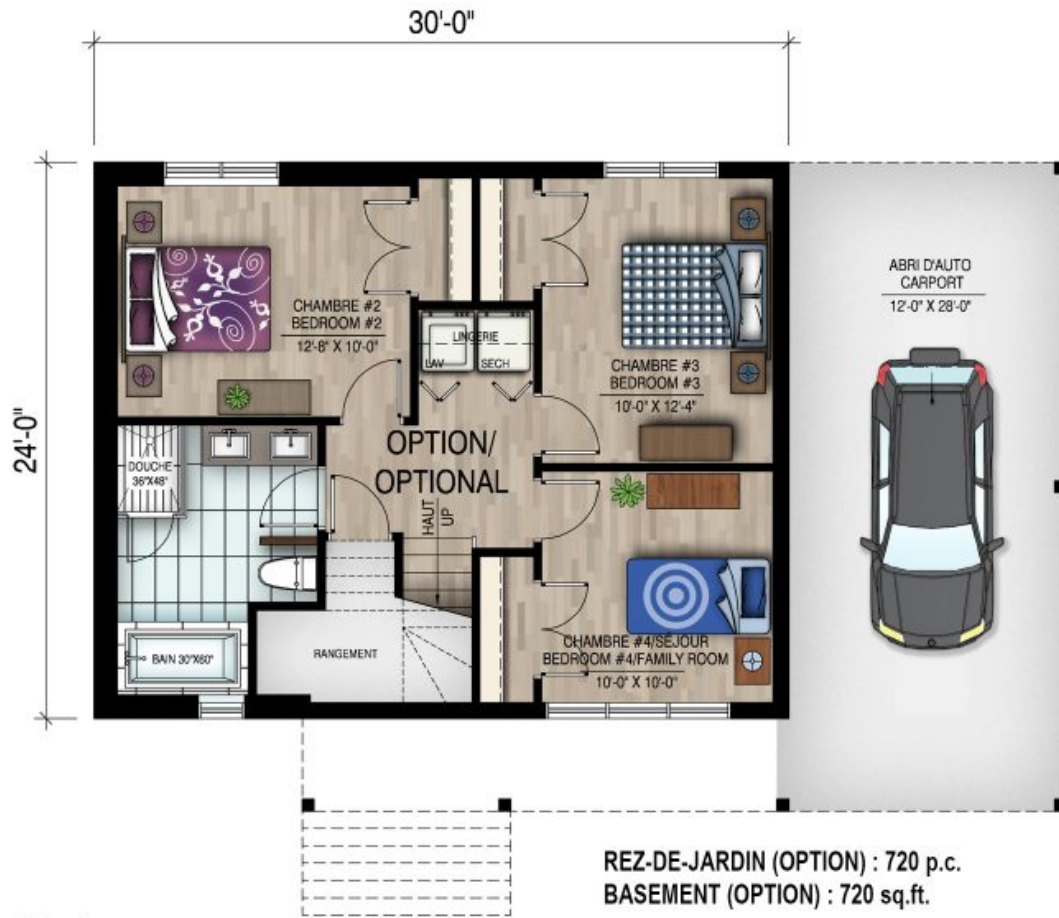 30'-0"
24'-0"
ABRI D'AUTO
CARPORT
12'-0" X 28'-0"
CHAMBRE #2
BEDROOM #2
12'-8" X 10'-0"
LINGERIE
LAV
SECH
CHAMBRE #3
BEDROOM #3
10'-0" X 12'-4"
OPTION/
OPTIONAL
DOUCHE
36"X48"
HAUT
UP
CHAMBRE #4/SÉJOUR
BEDROOM #4/FAMILY ROOM
10'-0" X 10'-0"
RANGEMENT
BAIN 30"X60"
REZ-DE-JARDIN (OPTION) : 720 p.c.
BASEMENT (OPTION) : 720 sq.ft.